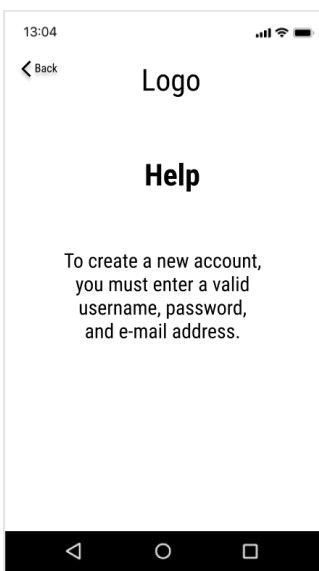 13:04
Back
Logo
Help
To create a new account,
you must enter a valid
username, password,
and e-mail address.